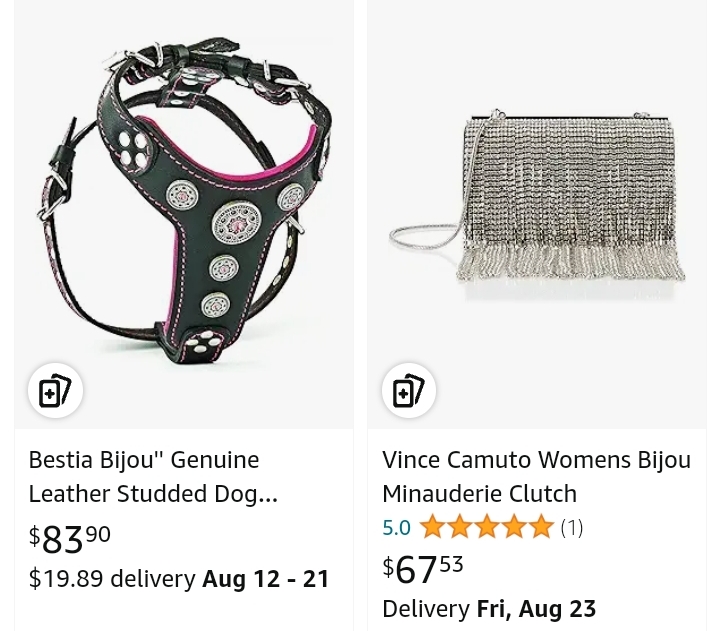 Bestia Bijou" Genuine
Leather Studded Dog...
$83 90
$19.89 delivery Aug 12 - 21
Vince Camuto Womens Bijou
Minauderie Clutch
5.0 (1)
$67 53
Delivery Fri, Aug 23